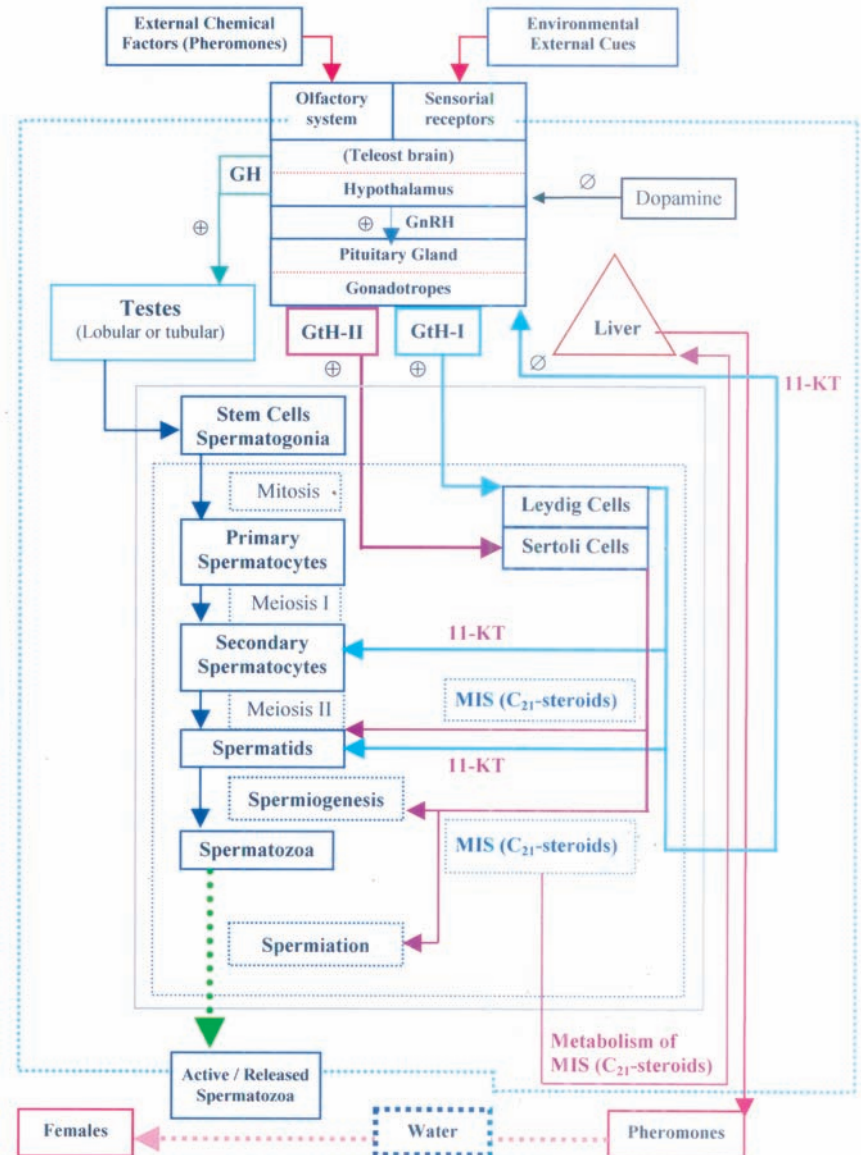 External Chemical
Factors (Pheromones)
Environmental
External Cues
Olfactory
system
Sensorial
receptors
(Teleost brain)
GH
Hypothalamus
Ø
Dopamine
⊕
⊕ GnRH
Pituitary Gland
Gonadotropes
Testes
(Lobular or tubular)
GtH-II
GtH-I
Liver
⊕
⊕
Ø
11-KT
Stem Cells
Spermatogonia
Mitosis
Leydig Cells
Sertoli Cells
Primary
Spermatocytes
Meiosis I
11-KT
Secondary
Spermatocytes
MIS (C₂₁-steroids)
Meiosis II
Spermatids
11-KT
Spermiogenesis
MIS (C₂₁-steroids)
Spermatozoa
Spermiation
Metabolism of
MIS (C₂₁-steroids)
Active / Released
Spermatozoa
Females
Water
Pheromones